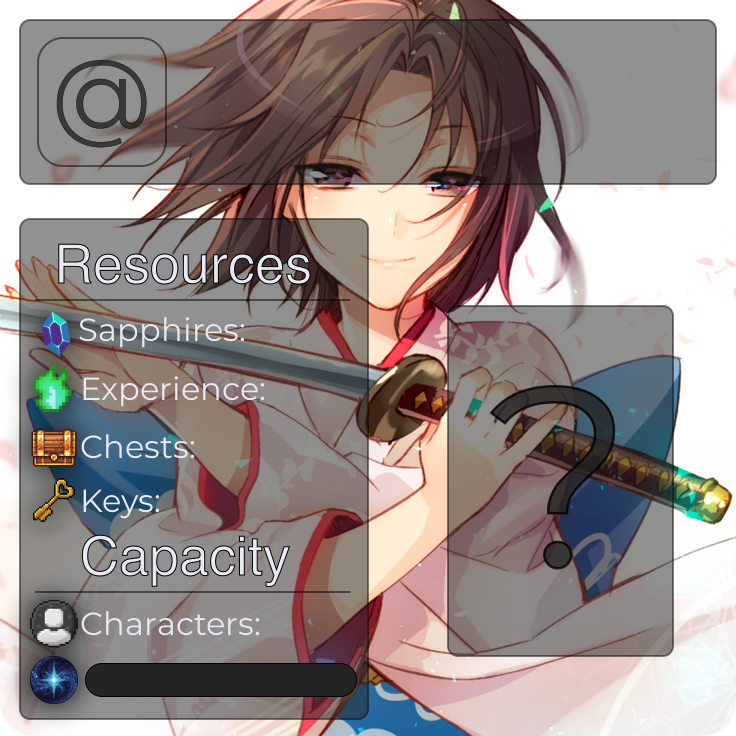 @
Resources
Sapphires:
Experience:
Chests:
Keys:
?
Capacity
Characters: